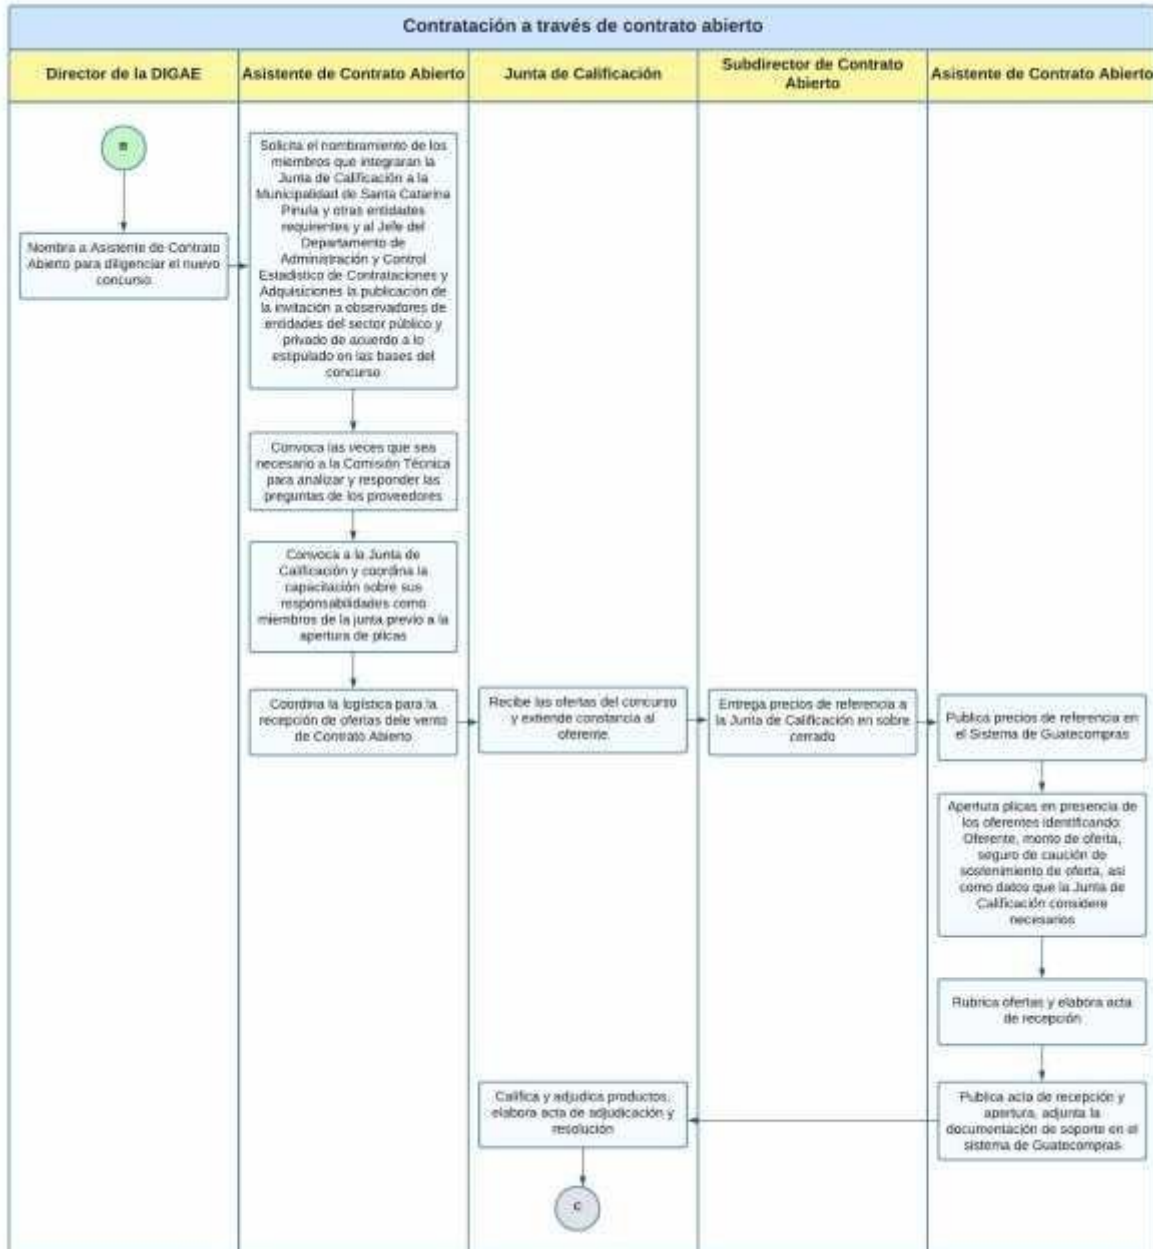 Contratación a través de contrato abierto
Director de la DIGAE
Asistente de Contrato Abierto
Junta de Calificación
Subdirector de Contrato
Abierto
Asistente de Contrato Abierto
B
Nombra a Asistente de Contrato
Abierto para diligenciar el nuevo
concurso
Solicita el nombramiento de los
miembros que integraran la
Junta de Calificación a la
Municipalidad de Santa Catarina
Pinula y otras entidades
requirentes y al Jefe del
Departamento de
Administración y Control
Estadístico de Contrataciones y
Adquisiciones la publicación de
la invitación a observadores de
entidades del sector público y
privado de acuerdo a lo
estipulado en las bases del
concurso
Convoca las veces que sea
necesario a la Comisión Técnica
para analizar y responder las
preguntas de los proveedores
Convoca a la Junta de
Calificación y coordina la
capacitación sobre sus
responsabilidades como
miembros de la junta previo a la
apertura de plicas
Coordina la logística para la
recepción de ofertas dele vento
de Contrato Abierto
Recibe las ofertas del concurso
y extiende constancia al
oferente
Entrega precios de referencia a
la Junta de Calificación en sobre
cerrado
Publica precios de referencia en
el Sistema de Guatecompras
Apertura plicas en presencia de
los oferentes identificando:
Oferente, monto de oferta,
seguro de caución de
sostenimiento de oferta, así
como datos que la Junta de
Calificación considere
necesarios
Rubrica ofertas y elabora acta
de recepción
Publica acta de recepción y
apertura, adjunta la
documentación de soporte en el
sistema de Guatecompras
Califica y adjudica productos,
elabora acta de adjudicación y
resolución
C